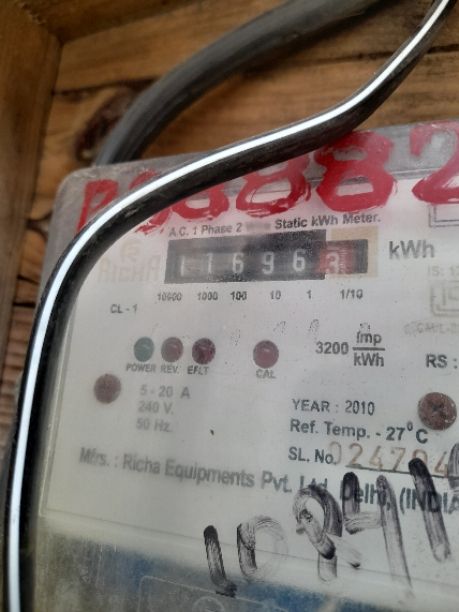 A.C. 1 Phase 2 Static kWh Meter.
116963 kWh
10000 1000 100 10 1 1/10
CL - 1
POWER REV. EFLT CAL
3200 imp/kWh
RS :
5 - 20 A
240 V.
50 Hz.
YEAR : 2010
Ref. Temp. - 27°C
SL. No.
Mfrs. : Richa Equipments Pvt. Ltd. Delhi, (INDIA